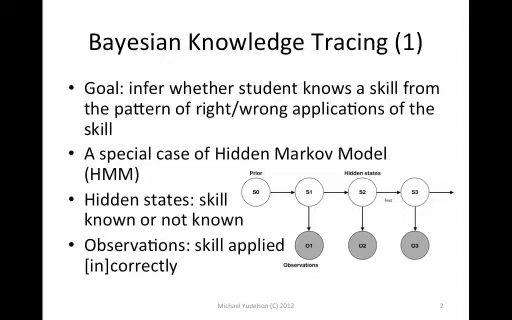 Bayesian Knowledge Tracing (1)
• Goal: infer whether student knows a skill from
the pattern of right/wrong applications of the
skill
• A special case of Hidden Markov Model
(HMM)
• Hidden states: skill
known or not known
• Observations: skill applied
[in]correctly
Prior
Hidden states
S0
S1
S2
S3
Text
O1
O2
O3
Observations
Michael Yudelson (C) 2012
2